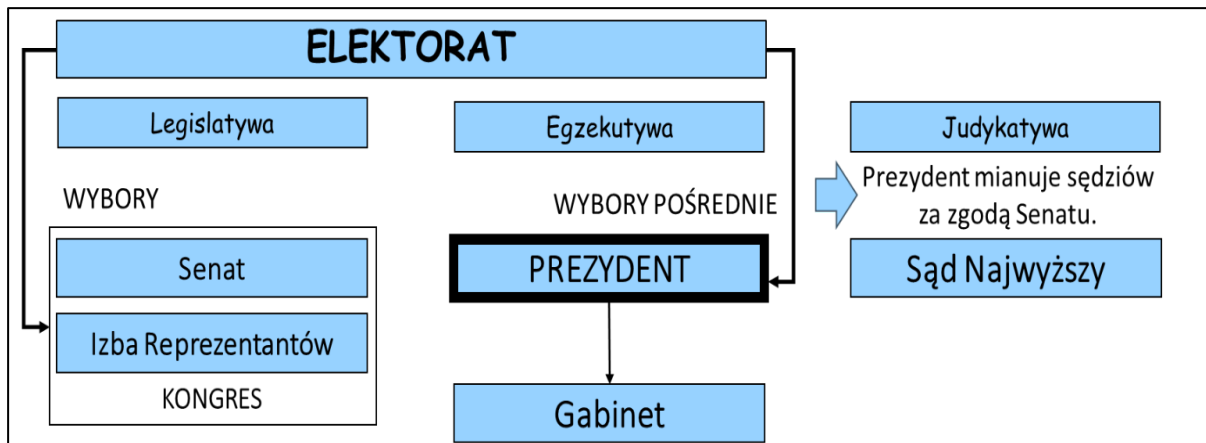 ELEKTORAT
Legislatywa
Egzekutywa
Judykatywa
WYBORY
WYBORY POŚREDNIE
Prezydent mianuje sędziów
za zgodą Senatu.
Senat
PREZYDENT
Sąd Najwyższy
Izba Reprezentantów
KONGRES
Gabinet